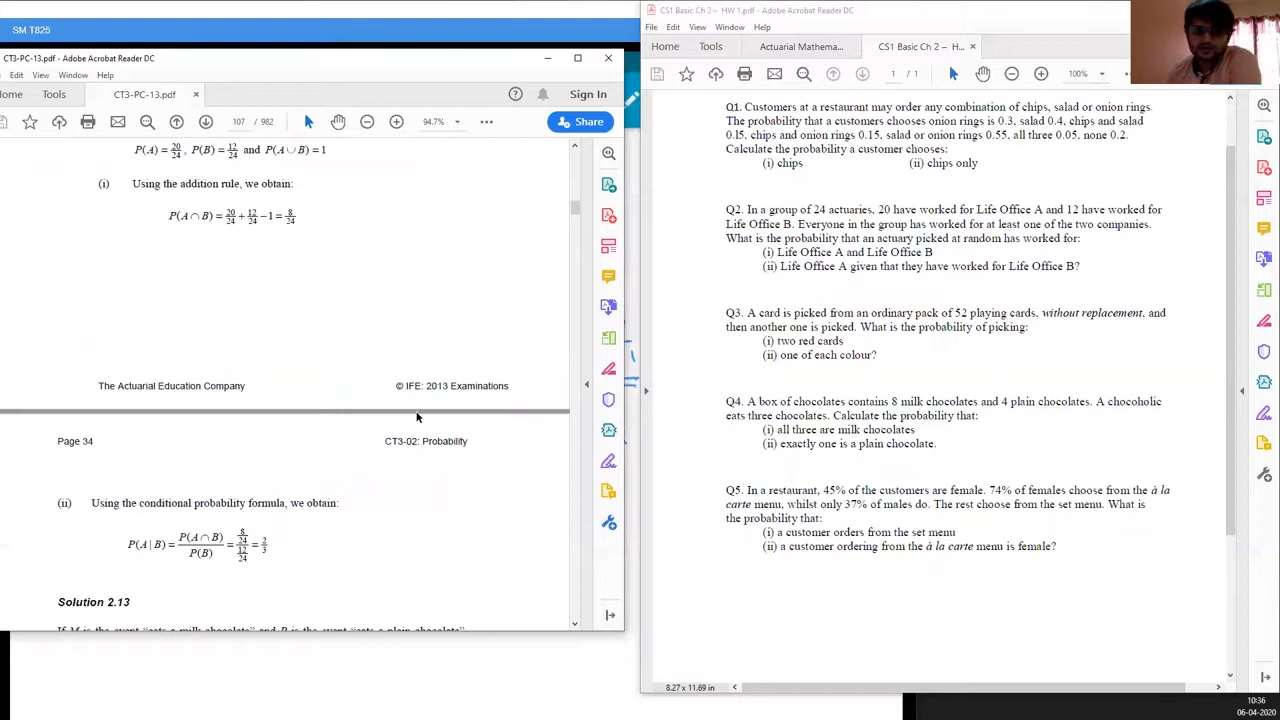 SM T825
CT3-PC-13.pdf - Adobe Acrobat Reader DC
Edit View Window Help
ome Tools CT3-PC-13.pdf × Sign In
107 / 982 94.7% Share
P(A) = 20/24 , P(B) = 12/24 and P(A ∪ B) = 1
(i) Using the addition rule, we obtain:
P(A ∩ B) = 20/24 + 12/24 − 1 = 8/24
The Actuarial Education Company © IFE: 2013 Examinations
Page 34 CT3-02: Probability
(ii) Using the conditional probability formula, we obtain:
P(A | B) = P(A ∩ B) / P(B) = 8/24 / 12/24 = 2/3
Solution 2.13
If M is the event "eats a milk chocolate" and P is the event "eats a plain chocolate"
CS1 Basic Ch 2 – HW 1.pdf - Adobe Acrobat Reader DC
File Edit View Window Help
Home Tools Actuarial Mathema... CS1 Basic Ch 2 – H... ×
1 / 1 100%
Q1. Customers at a restaurant may order any combination of chips, salad or onion rings.
The probability that a customers chooses onion rings is 0.3, salad 0.4, chips and salad
0.l5, chips and onion rings 0.15, salad or onion rings 0.55, all three 0.05, none 0.2.
Calculate the probability a customer chooses:
(i) chips (ii) chips only
Q2. In a group of 24 actuaries, 20 have worked for Life Office A and 12 have worked for
Life Office B. Everyone in the group has worked for at least one of the two companies.
What is the probability that an actuary picked at random has worked for:
(i) Life Office A and Life Office B
(ii) Life Office A given that they have worked for Life Office B?
Q3. A card is picked from an ordinary pack of 52 playing cards, without replacement, and
then another one is picked. What is the probability of picking:
(i) two red cards
(ii) one of each colour?
Q4. A box of chocolates contains 8 milk chocolates and 4 plain chocolates. A chocoholic
eats three chocolates. Calculate the probability that:
(i) all three are milk chocolates
(ii) exactly one is a plain chocolate.
Q5. In a restaurant, 45% of the customers are female. 74% of females choose from the à la
carte menu, whilst only 37% of males do. The rest choose from the set menu. What is
the probability that:
(i) a customer orders from the set menu
(ii) a customer ordering from the à la carte menu is female?
8.27 x 11.69 in
10:36
06-04-2020